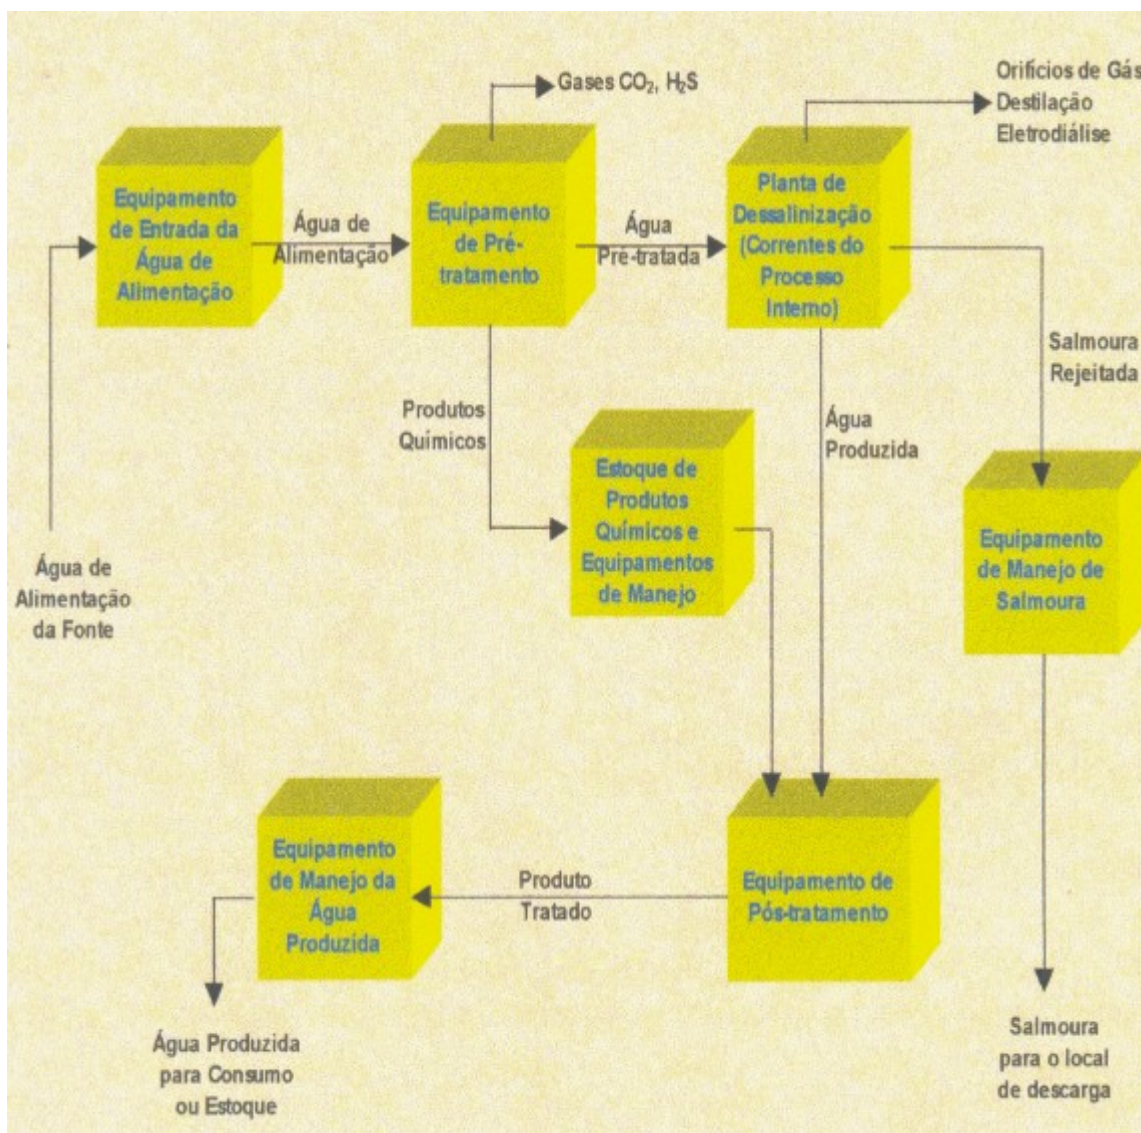 Gases CO₂, H₂S
Orifícios de Gás
Destilação
Eletrodiálise
Equipamento
de Entrada da
Água de
Alimentação
Água de
Alimentação
Equipamento
de Pré-
tratamento
Água
Pré-tratada
Planta de
Dessalinização
(Correntes do
Processo
Interno)
Salmoura
Rejeitada
Produtos
Químicos
Água
Produzida
Estoque de
Produtos
Químicos e
Equipamentos
de Manejo
Equipamento
de Manejo de
Salmoura
Água de
Alimentação
da Fonte
Equipamento
de Manejo da
Água
Produzida
Produto
Tratado
Equipamento de
Pós-tratamento
Água Produzida
para Consumo
ou Estoque
Salmoura
para o local
de descarga